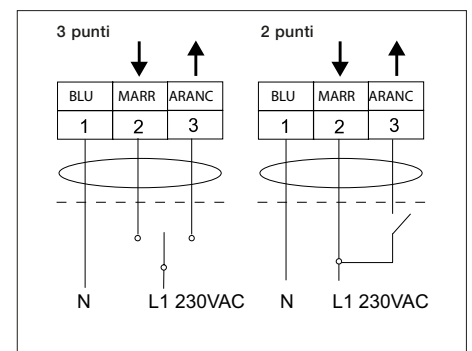 3 punti 2 punti
BLU MARR ARANC BLU MARR ARANC
1 2 3 1 2 3
N L1 230VAC N L1 230VAC